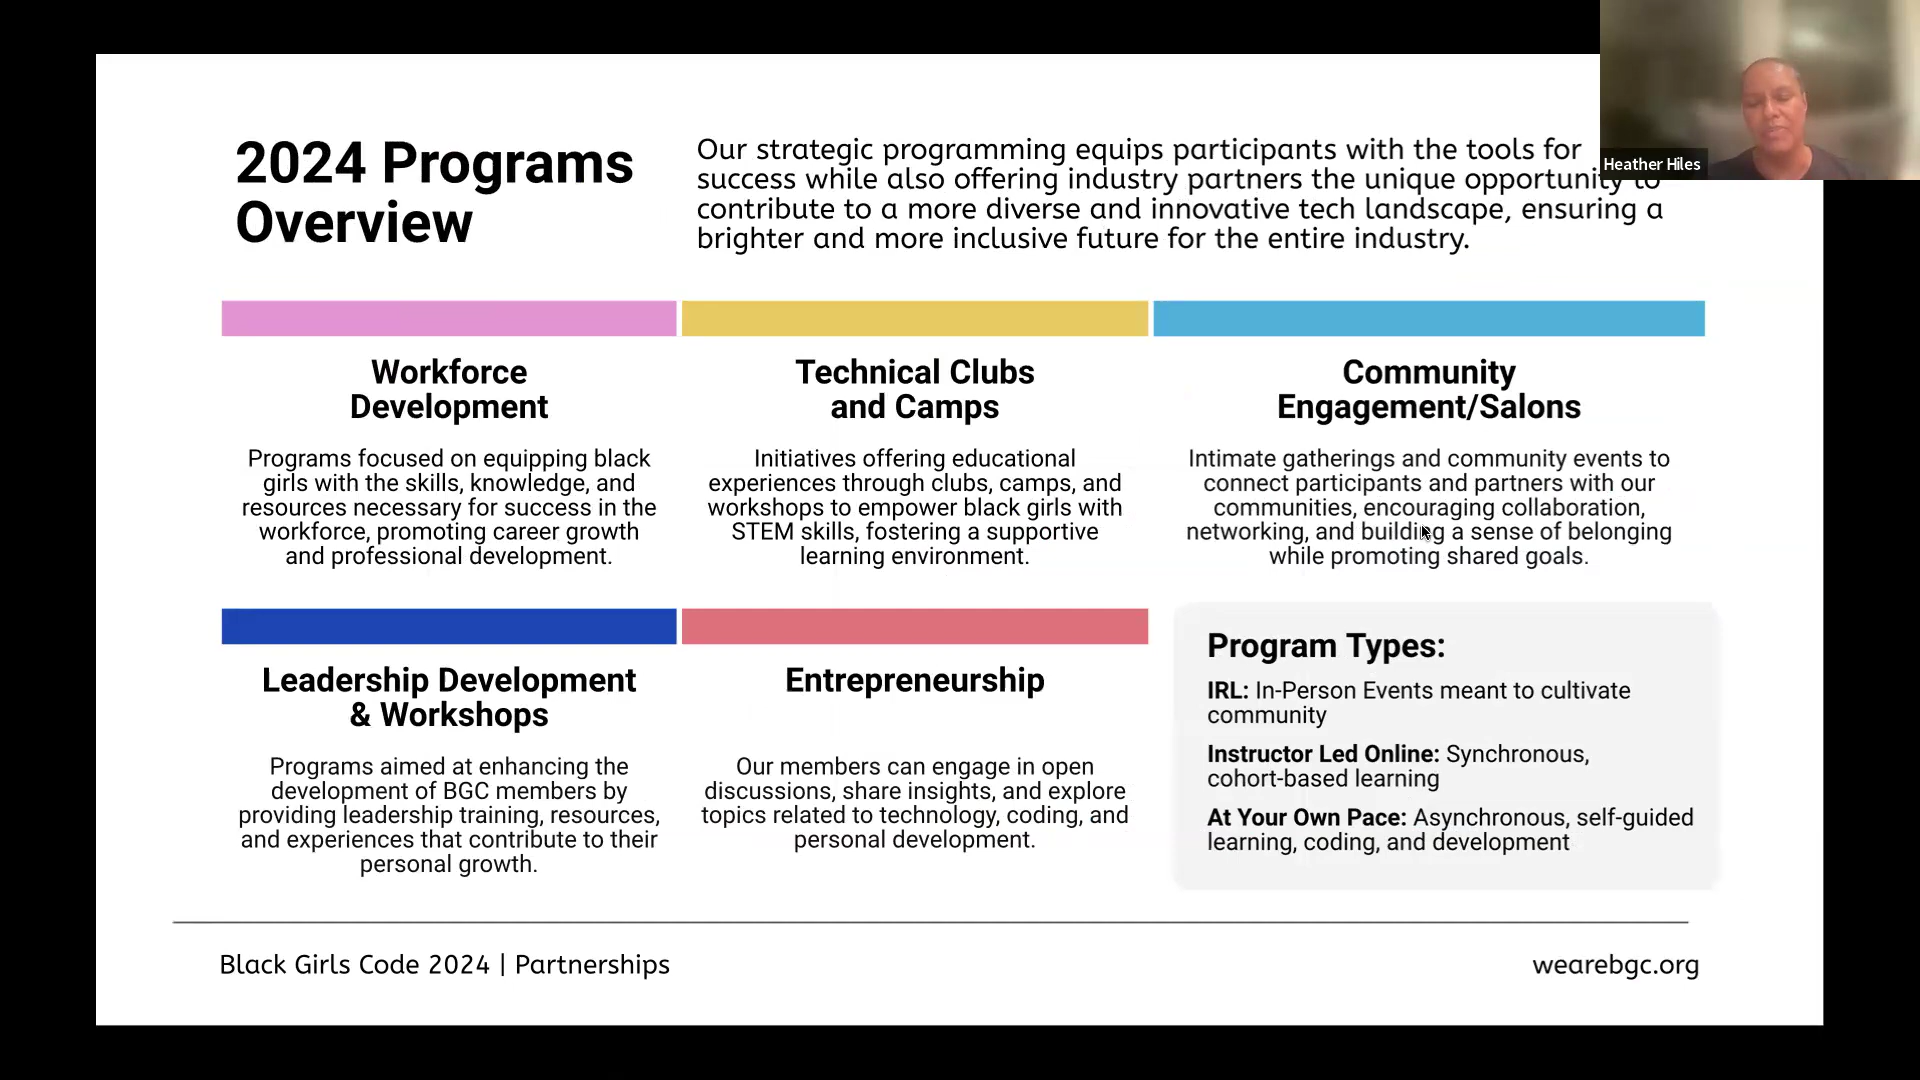 2024 Programs
Overview
Our strategic programming equips participants with the tools for
success while also offering industry partners the unique opportunity to
contribute to a more diverse and innovative tech landscape, ensuring a
brighter and more inclusive future for the entire industry.
Heather Hiles
Workforce
Development
Programs focused on equipping black
girls with the skills, knowledge, and
resources necessary for success in the
workforce, promoting career growth
and professional development.
Technical Clubs
and Camps
Initiatives offering educational
experiences through clubs, camps, and
workshops to empower black girls with
STEM skills, fostering a supportive
learning environment.
Community
Engagement/Salons
Intimate gatherings and community events to
connect participants and partners with our
communities, encouraging collaboration,
networking, and building a sense of belonging
while promoting shared goals.
Leadership Development
& Workshops
Programs aimed at enhancing the
development of BGC members by
providing leadership training, resources,
and experiences that contribute to their
personal growth.
Entrepreneurship
Our members can engage in open
discussions, share insights, and explore
topics related to technology, coding, and
personal development.
Program Types:
IRL: In-Person Events meant to cultivate
community
Instructor Led Online: Synchronous,
cohort-based learning
At Your Own Pace: Asynchronous, self-guided
learning, coding, and development
Black Girls Code 2024 | Partnerships
wearebgc.org